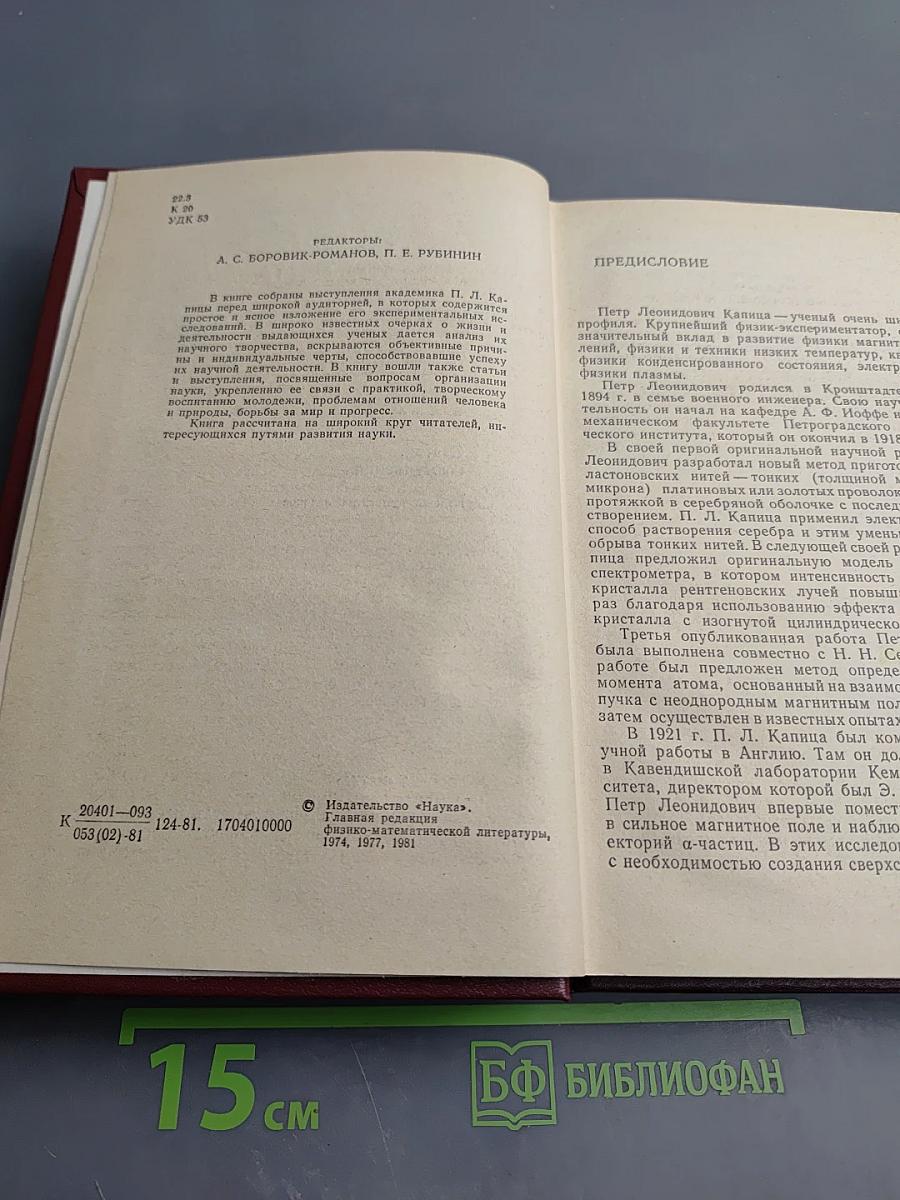 22.3
К 20
УДК 53
РЕДАКТОРЫ:
А. С. БОРОВИК-РОМАНОВ, П. Е. РУБИНИН
В книге собраны выступления академика П. Л. Ка-
пицы перед широкой аудиторией, в которых содержится
простое и ясное изложение его экспериментальных ис-
следований. В широко известных очерках о жизни и
деятельности выдающихся ученых дается анализ их
научного творчества, вскрываются объективные причи-
ны и индивидуальные черты, способствовавшие успеху
их научной деятельности. В книгу вошли также статьи
и выступления, посвященные вопросам организации
науки, укреплению ее связи с практикой, творческому
воспитанию молодежи, проблемам отношений человека
и природы, борьбы за мир и прогресс.
Книга рассчитана на широкий круг читателей, ин-
тересующихся путями развития науки.
К 20401—093
053(02)-81 124-81. 1704010000
© Издательство «Наука».
Главная редакция
физико-математической литературы,
1974, 1977, 1981
ПРЕДИСЛОВИЕ
Петр Леонидович Капица — ученый очень ши
профиля. Крупнейший физик-экспериментатор,
значительный вклад в развитие физики магнит
лений, физики и техники низких температур, кв
физики конденсированного состояния, электр
физики плазмы.
Петр Леонидович родился в Кронштадте
1894 г. в семье военного инженера. Свою науч
тельность он начал на кафедре А. Ф. Иоффе н
механическом факультете Петроградского
ческого института, который он окончил в 1918
В своей первой оригинальной научной р
Леонидович разработал новый метод пригото
ластоновских нитей — тонких (толщиной м
микрона) платиновых или золотых проволок
протяжкой в серебряной оболочке с послед
створением. П. Л. Капица применил элект
способ растворения серебра и этим умень
обрыва тонких нитей. В следующей своей р
пица предложил оригинальную модель
спектрометра, в котором интенсивность
кристалла рентгеновских лучей повыш
раз благодаря использованию эффекта
кристалла с изогнутой цилиндрическо
Третья опубликованная работа Пет
была выполнена совместно с Н. Н. Се
работе был предложен метод опреде
момента атома, основанный на взаимо
пучка с неоднородным магнитным пол
затем осуществлен в известных опытах
В 1921 г. П. Л. Капица был ком
учной работы в Англию. Там он до
в Кавендишской лаборатории Кем
ситета, директором которой был Э.
Петр Леонидович впервые помест
в сильное магнитное поле и наблю
екторий α-частиц. В этих исследо
с необходимостью создания сверхс
15 см
БФ БИБЛИОФАН